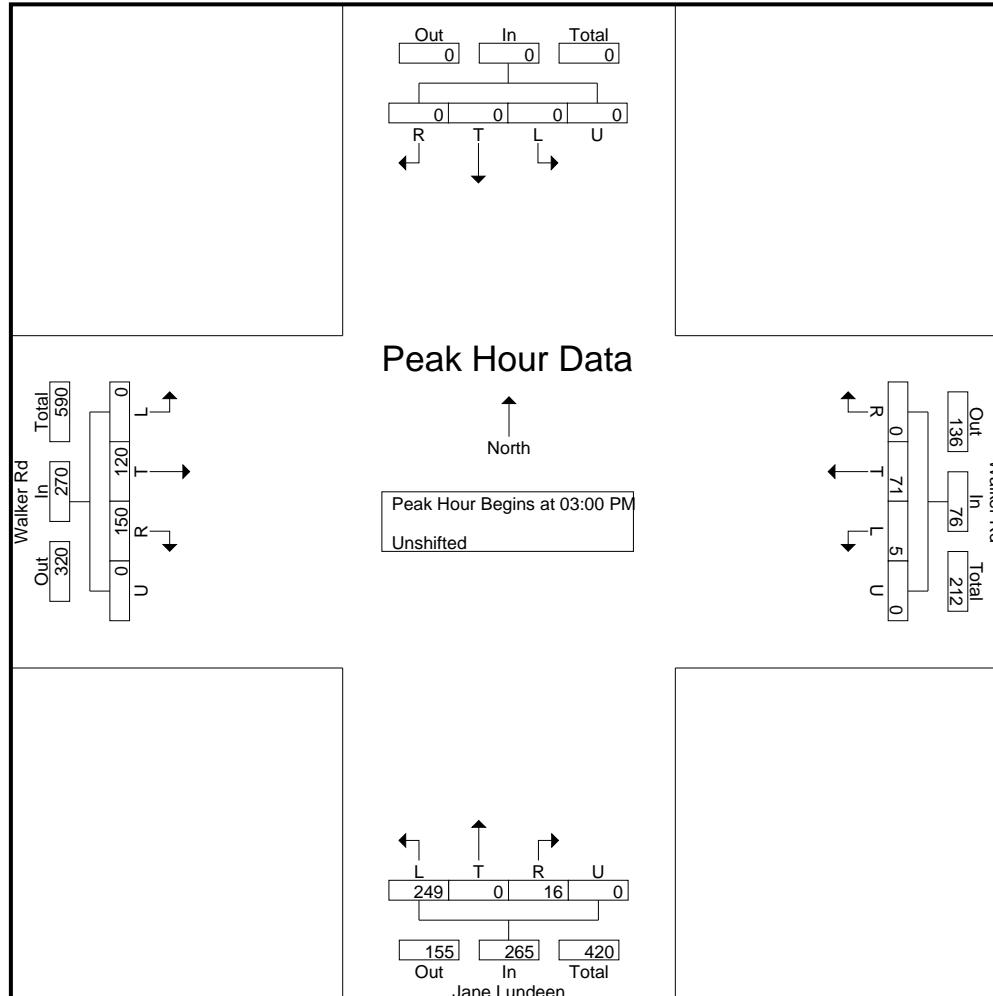 Out In Total
0 0 0
0 0 0 0
R T L U
Peak Hour Data
North
Peak Hour Begins at 03:00 PM
Unshifted
Walker Rd
Total In Out
590 270 320
0 120 150 0
L T R U
R T L U
0 71 5 0
Out In Total
136 76 212
L T R U
249 0 16 0
155 265 420
Out In Total
Jane Lundeen